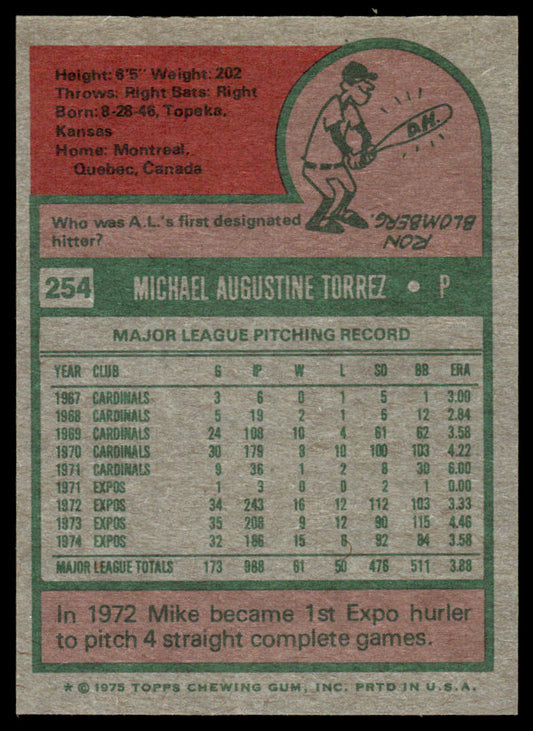 Height: 6'5" Weight: 202
Throws: Right Bats: Right
Born: 8-28-46, Topeka,
Kansas
Home: Montreal,
Quebec, Canada
D.H.
Who was A.L.'s first designated
hitter?
RON
BLOMBERG.
254 MICHAEL AUGUSTINE TORREZ • P
MAJOR LEAGUE PITCHING RECORD
YEAR CLUB G IP W L SO BB ERA
1967 CARDINALS 3 6 0 1 5 1 3.00
1968 CARDINALS 5 19 2 1 6 12 2.84
1969 CARDINALS 24 108 10 4 61 62 3.58
1970 CARDINALS 30 179 8 10 100 103 4.22
1971 CARDINALS 9 36 1 2 8 30 6.00
1971 EXPOS 1 3 0 0 2 1 0.00
1972 EXPOS 34 243 16 12 112 103 3.33
1973 EXPOS 35 208 9 12 90 115 4.46
1974 EXPOS 32 186 15 8 92 84 3.58
MAJOR LEAGUE TOTALS 173 988 61 50 476 511 3.88
In 1972 Mike became 1st Expo hurler
to pitch 4 straight complete games.
* © 1975 TOPPS CHEWING GUM, INC. PRTD IN U.S.A.